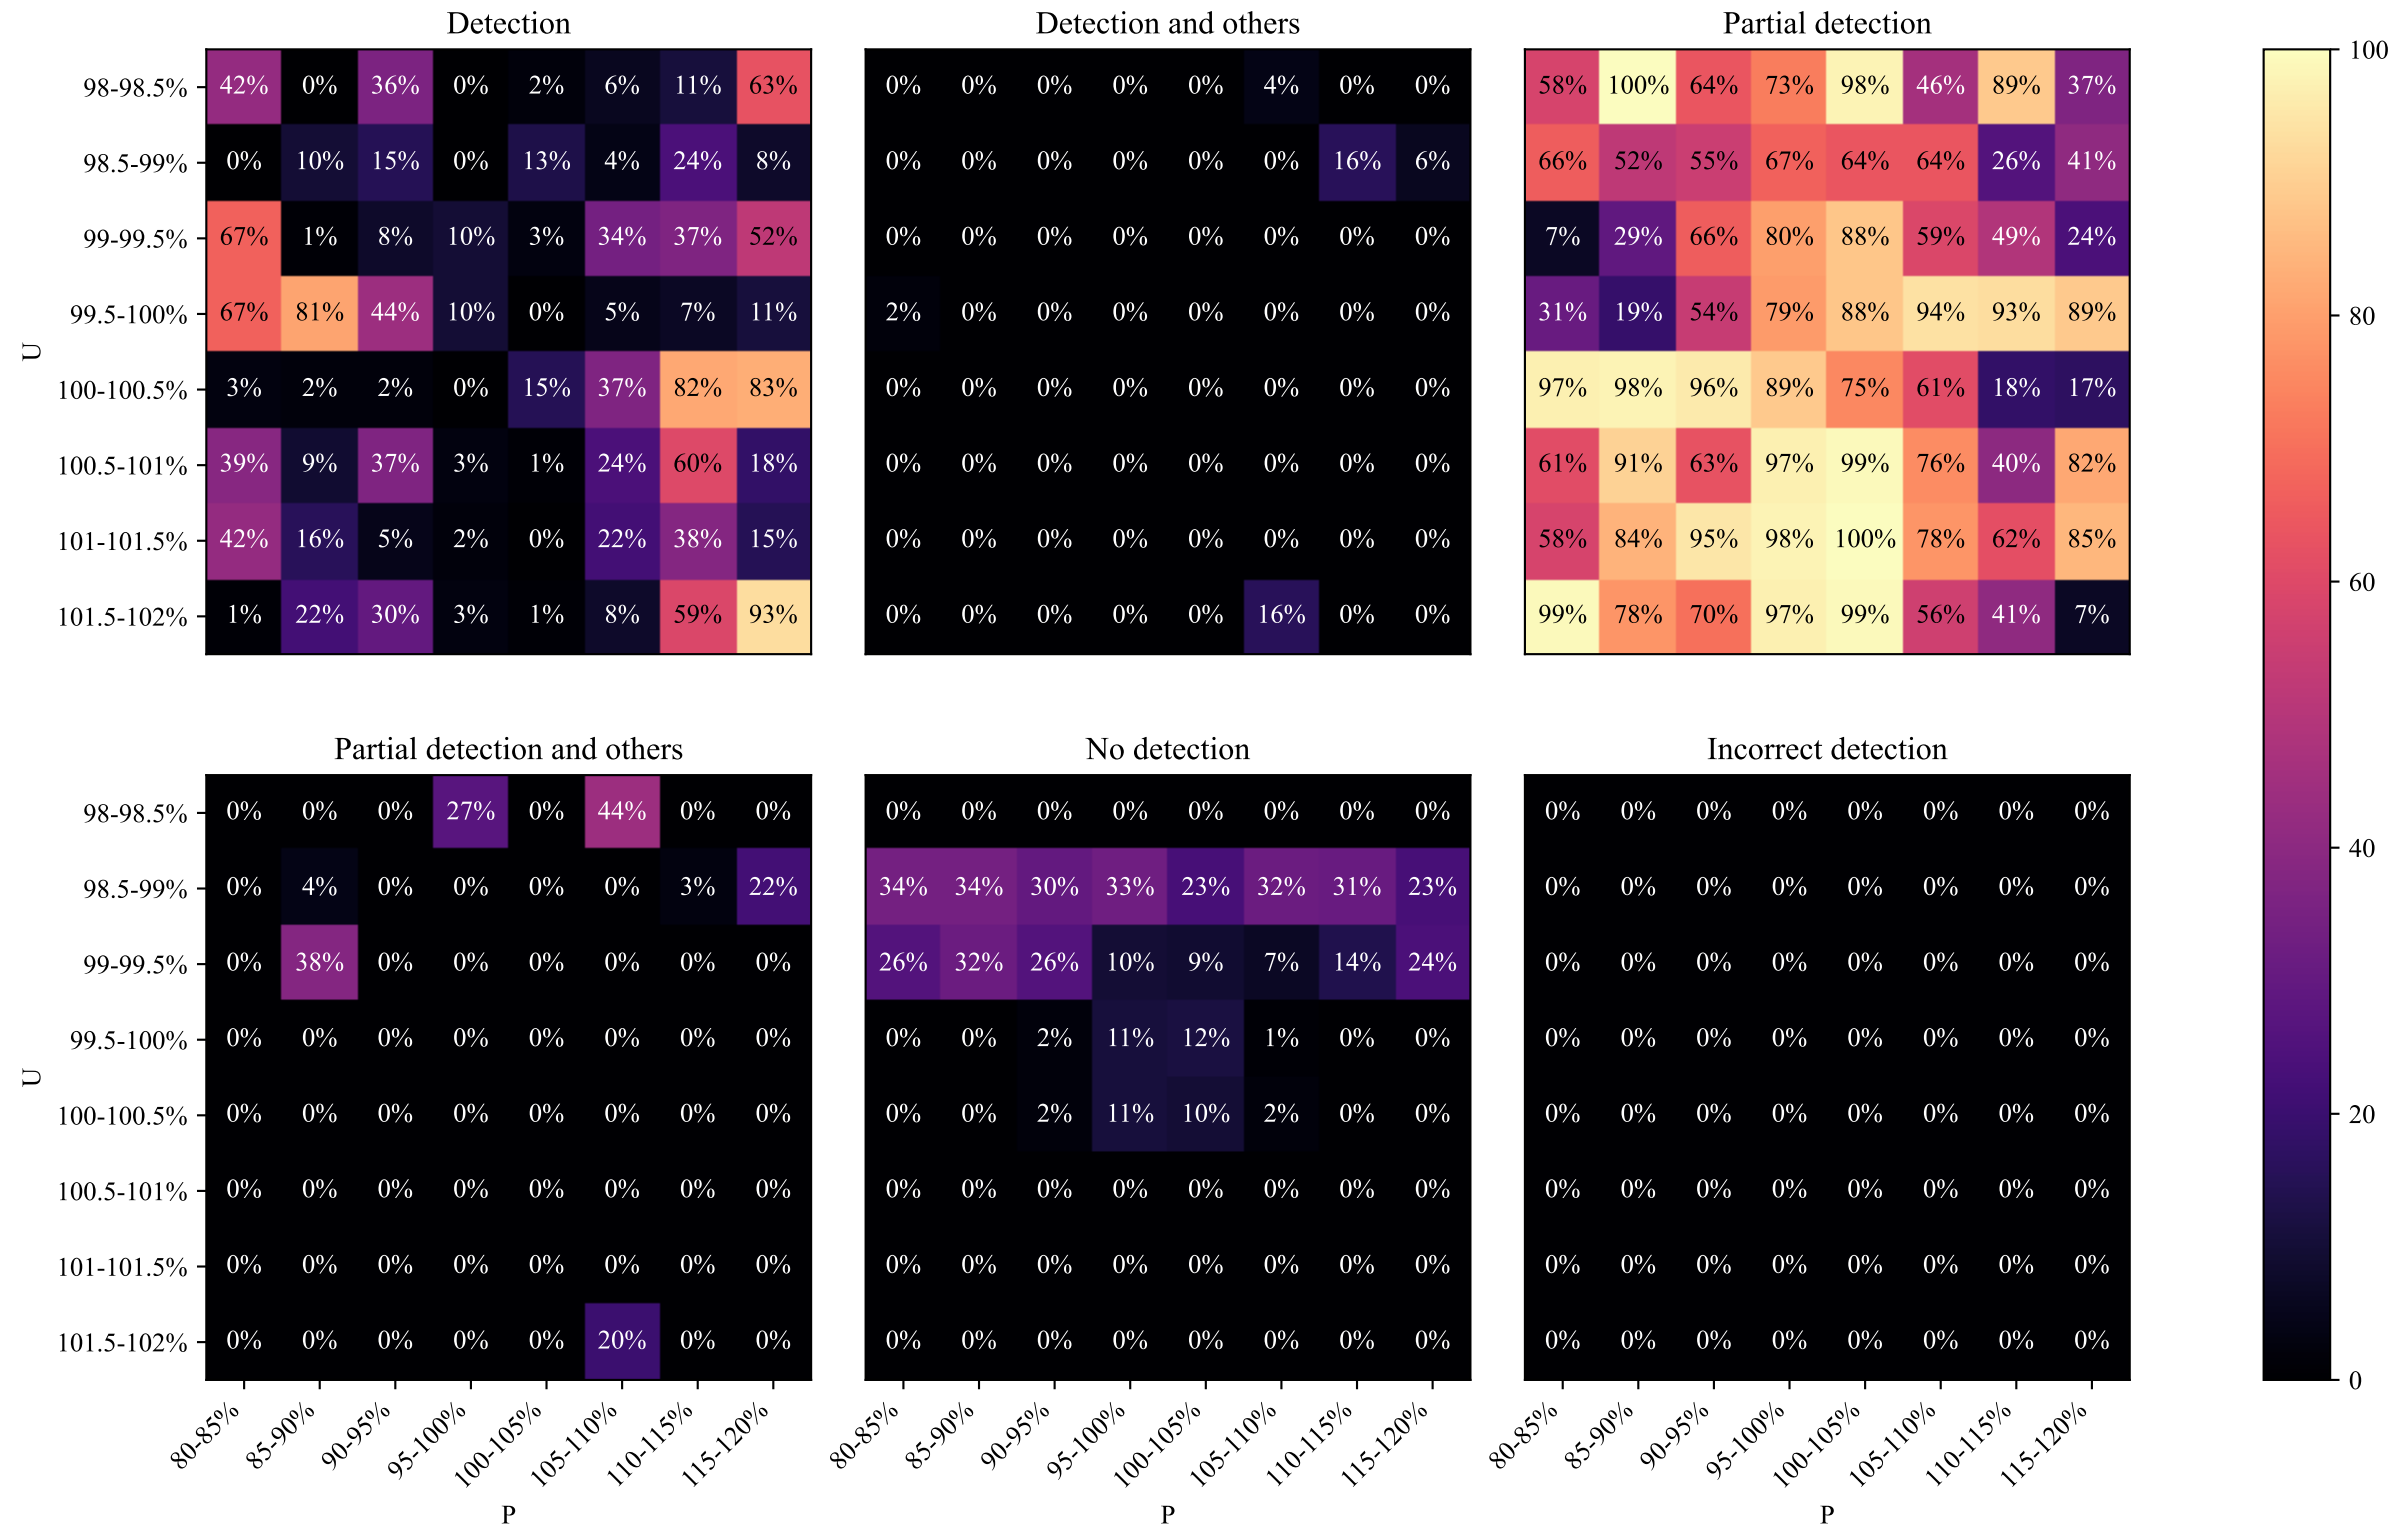 Detection
Detection and others
Partial detection
98-98.5% 42% 0% 36% 0% 2% 6% 11% 63% 0% 0% 0% 0% 0% 4% 0% 0% 58% 100% 64% 73% 98% 46% 89% 37% 100
98.5-99% 0% 10% 15% 0% 13% 4% 24% 8% 0% 0% 0% 0% 0% 0% 16% 6% 66% 52% 55% 67% 64% 64% 26% 41%
99-99.5% 67% 1% 8% 10% 3% 34% 37% 52% 0% 0% 0% 0% 0% 0% 0% 0% 7% 29% 66% 80% 88% 59% 49% 24%
99.5-100% 67% 81% 44% 10% 0% 5% 7% 11% 2% 0% 0% 0% 0% 0% 0% 0% 31% 19% 54% 79% 88% 94% 93% 89% 80
U
100-100.5% 3% 2% 2% 0% 15% 37% 82% 83% 0% 0% 0% 0% 0% 0% 0% 0% 97% 98% 96% 89% 75% 61% 18% 17%
100.5-101% 39% 9% 37% 3% 1% 24% 60% 18% 0% 0% 0% 0% 0% 0% 0% 0% 61% 91% 63% 97% 99% 76% 40% 82%
101-101.5% 42% 16% 5% 2% 0% 22% 38% 15% 0% 0% 0% 0% 0% 0% 0% 0% 58% 84% 95% 98% 100% 78% 62% 85% 60
101.5-102% 1% 22% 30% 3% 1% 8% 59% 93% 0% 0% 0% 0% 0% 16% 0% 0% 99% 78% 70% 97% 99% 56% 41% 7%
Partial detection and others
No detection
Incorrect detection
98-98.5% 0% 0% 0% 27% 0% 44% 0% 0% 0% 0% 0% 0% 0% 0% 0% 0% 0% 0% 0% 0% 0% 0% 0% 0% 40
98.5-99% 0% 4% 0% 0% 0% 0% 3% 22% 34% 34% 30% 33% 23% 32% 31% 23% 0% 0% 0% 0% 0% 0% 0% 0%
99-99.5% 0% 38% 0% 0% 0% 0% 0% 0% 26% 32% 26% 10% 9% 7% 14% 24% 0% 0% 0% 0% 0% 0% 0% 0%
99.5-100% 0% 0% 0% 0% 0% 0% 0% 0% 0% 0% 2% 11% 12% 1% 0% 0% 0% 0% 0% 0% 0% 0% 0% 0%
U
100-100.5% 0% 0% 0% 0% 0% 0% 0% 0% 0% 0% 2% 11% 10% 2% 0% 0% 0% 0% 0% 0% 0% 0% 0% 0% 20
100.5-101% 0% 0% 0% 0% 0% 0% 0% 0% 0% 0% 0% 0% 0% 0% 0% 0% 0% 0% 0% 0% 0% 0% 0% 0%
101-101.5% 0% 0% 0% 0% 0% 0% 0% 0% 0% 0% 0% 0% 0% 0% 0% 0% 0% 0% 0% 0% 0% 0% 0% 0%
101.5-102% 0% 0% 0% 0% 0% 20% 0% 0% 0% 0% 0% 0% 0% 0% 0% 0% 0% 0% 0% 0% 0% 0% 0% 0% 0
80-85% 85-90% 90-95% 95-100% 100-105% 105-110% 110-115% 115-120% 80-85% 85-90% 90-95% 95-100% 100-105% 105-110% 110-115% 115-120% 80-85% 85-90% 90-95% 95-100% 100-105% 105-110% 110-115% 115-120%
P P P